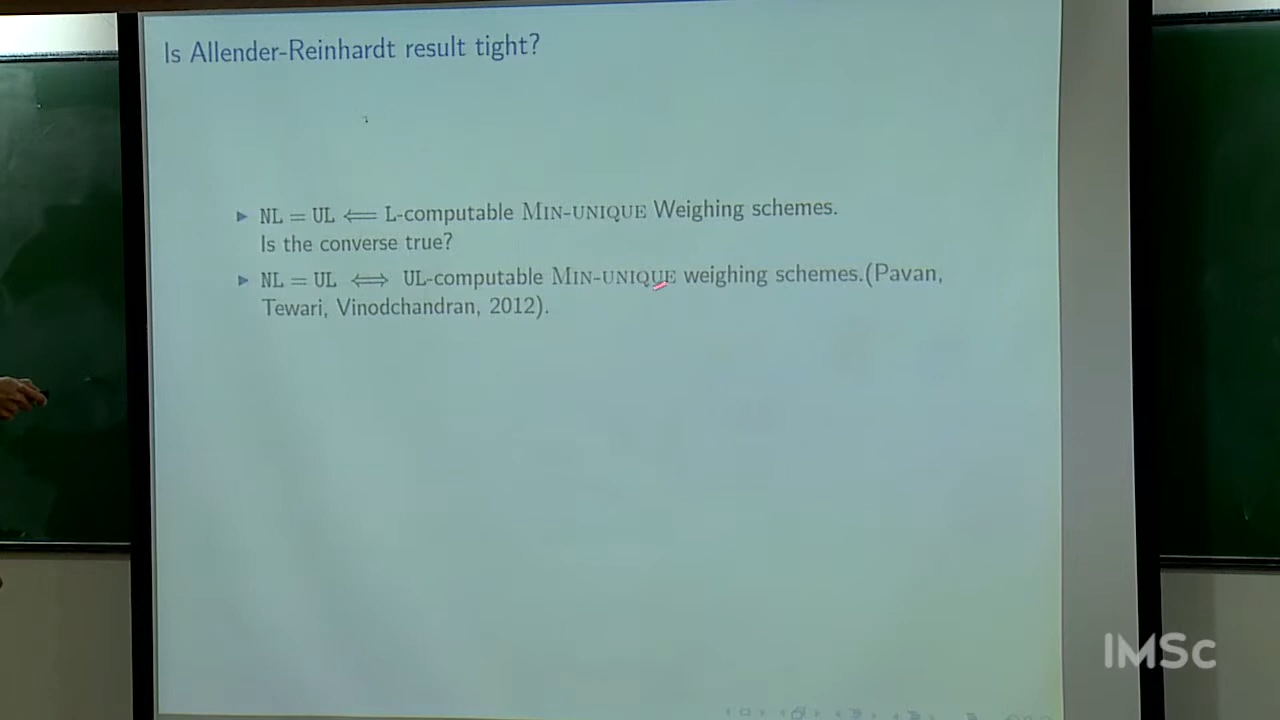 Is Allender-Reinhardt result tight?
▶ NL = UL ⟸ L-computable MIN-UNIQUE Weighing schemes.
Is the converse true?
▶ NL = UL ⟺ UL-computable MIN-UNIQUE weighing schemes.(Pavan,
Tewari, Vinodchandran, 2012).
IMSc